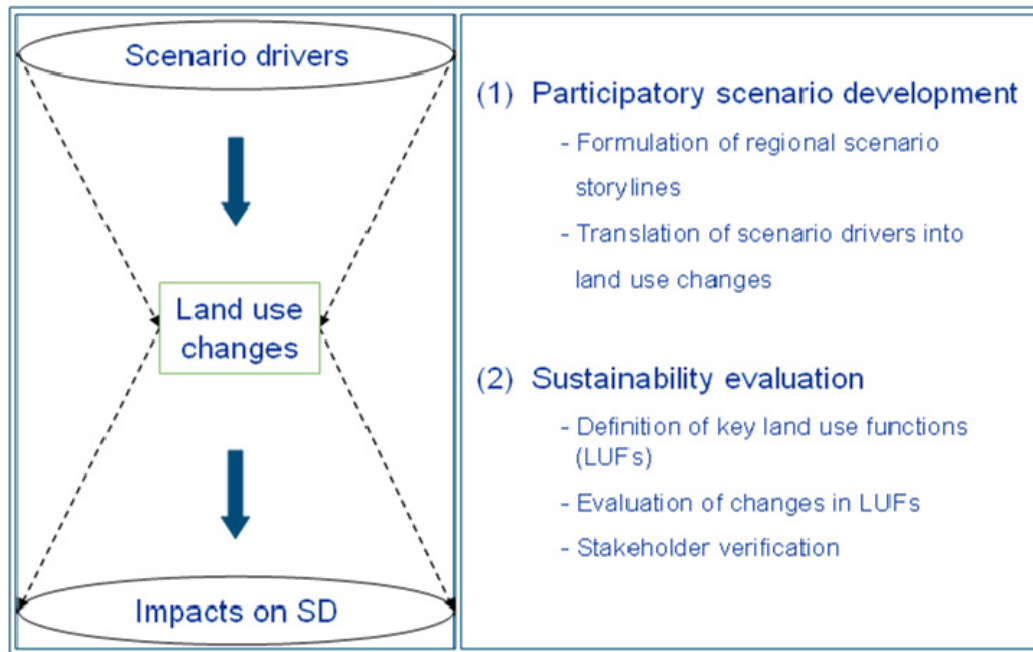 Scenario drivers
Land use
changes
Impacts on SD
(1) Participatory scenario development
- Formulation of regional scenario
storylines
- Translation of scenario drivers into
land use changes
(2) Sustainability evaluation
- Definition of key land use functions
(LUFs)
- Evaluation of changes in LUFs
- Stakeholder verification